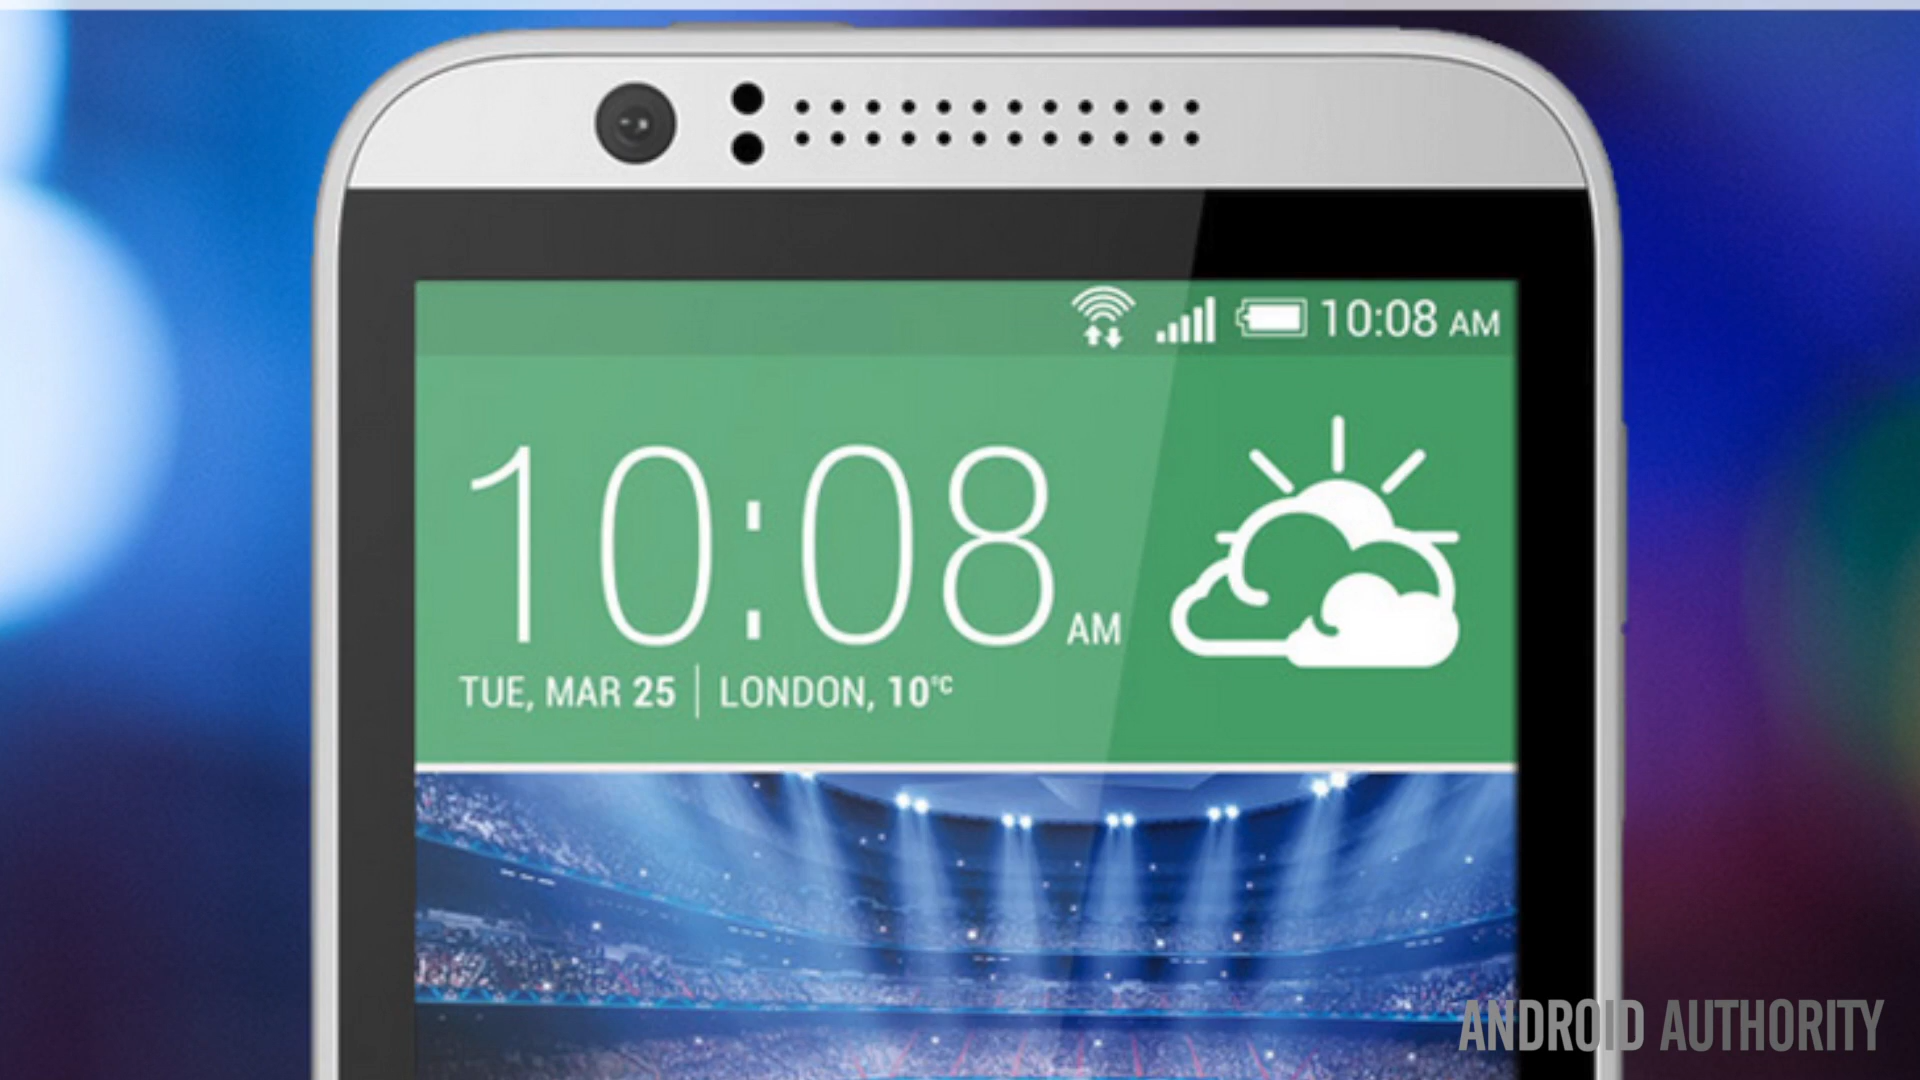 10:08 AM
10:08 AM
TUE, MAR 25 | LONDON, 10°C
ANDROID AUTHORITY